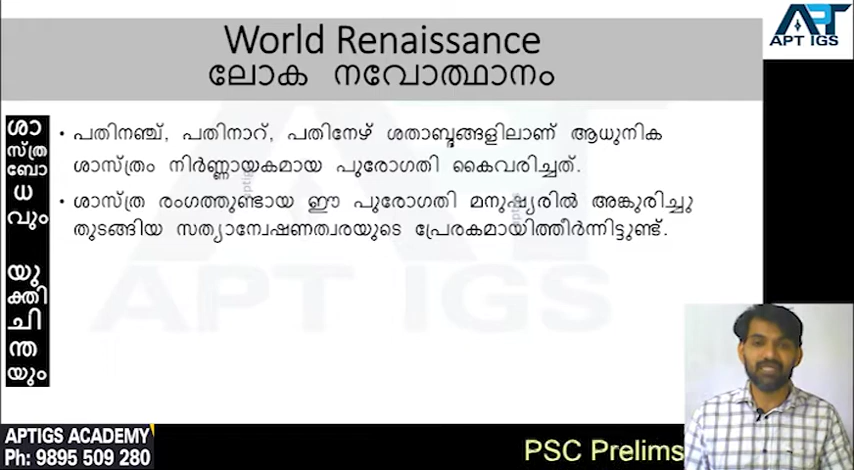 World Renaissance
ലോക നവോത്ഥാനം
APT IGS
ശാസ്ത്രബോധവും യുക്തിചിന്തയും
• പതിനഞ്ച്, പതിനാറ്, പതിനേഴ് ശതാബ്ദങ്ങളിലാണ് ആധുനിക
ശാസ്ത്രം നിർണ്ണായകമായ പുരോഗതി കൈവരിച്ചത്.
• ശാസ്ത്ര രംഗത്തുണ്ടായ ഈ പുരോഗതി മനുഷ്യരിൽ അങ്കുരിച്ചു
തുടങ്ങിയ സത്യാന്വേഷണത്വരയുടെ പ്രേരകമായിത്തീർന്നിട്ടുണ്ട്.
APT IGS
APTIGS ACADEMY
Ph: 9895 509 280
PSC Prelims